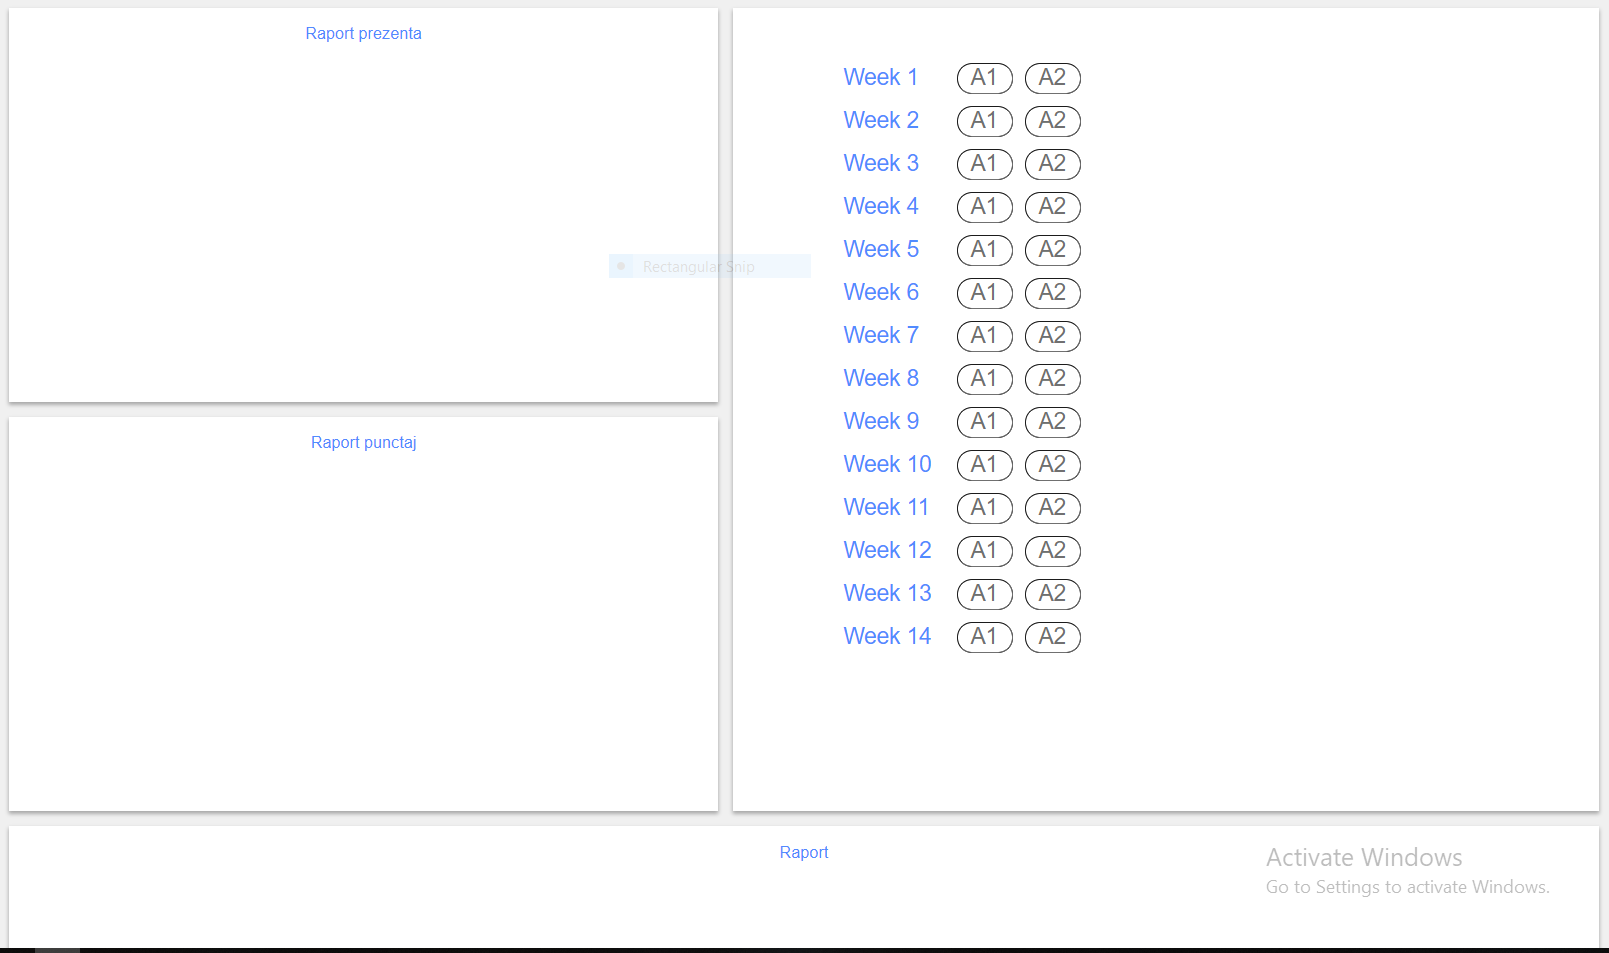 Raport prezenta
Week 1 A1 A2
Week 2 A1 A2
Week 3 A1 A2
Week 4 A1 A2
Week 5 A1 A2
Rectangular Snip
Week 6 A1 A2
Week 7 A1 A2
Week 8 A1 A2
Week 9 A1 A2
Week 10 A1 A2
Week 11 A1 A2
Week 12 A1 A2
Week 13 A1 A2
Week 14 A1 A2
Raport punctaj
Raport
Activate Windows
Go to Settings to activate Windows.